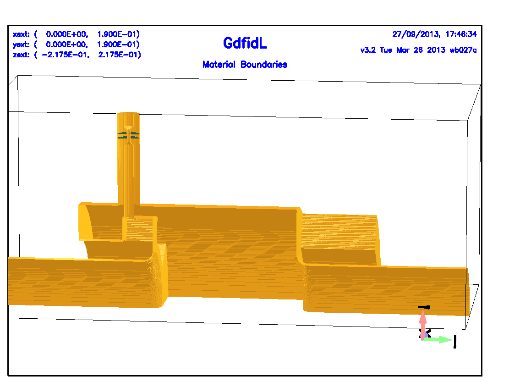 xext: ( 0.000E+00, 1.900E-01)
yext: ( 0.000E+00, 1.900E-01)
zext: ( -2.175E-01, 2.175E-01)
GdfidL
Material Boundaries
27/09/2013, 17:46:34
v3.2 Tue Mar 26 2013 wb027a